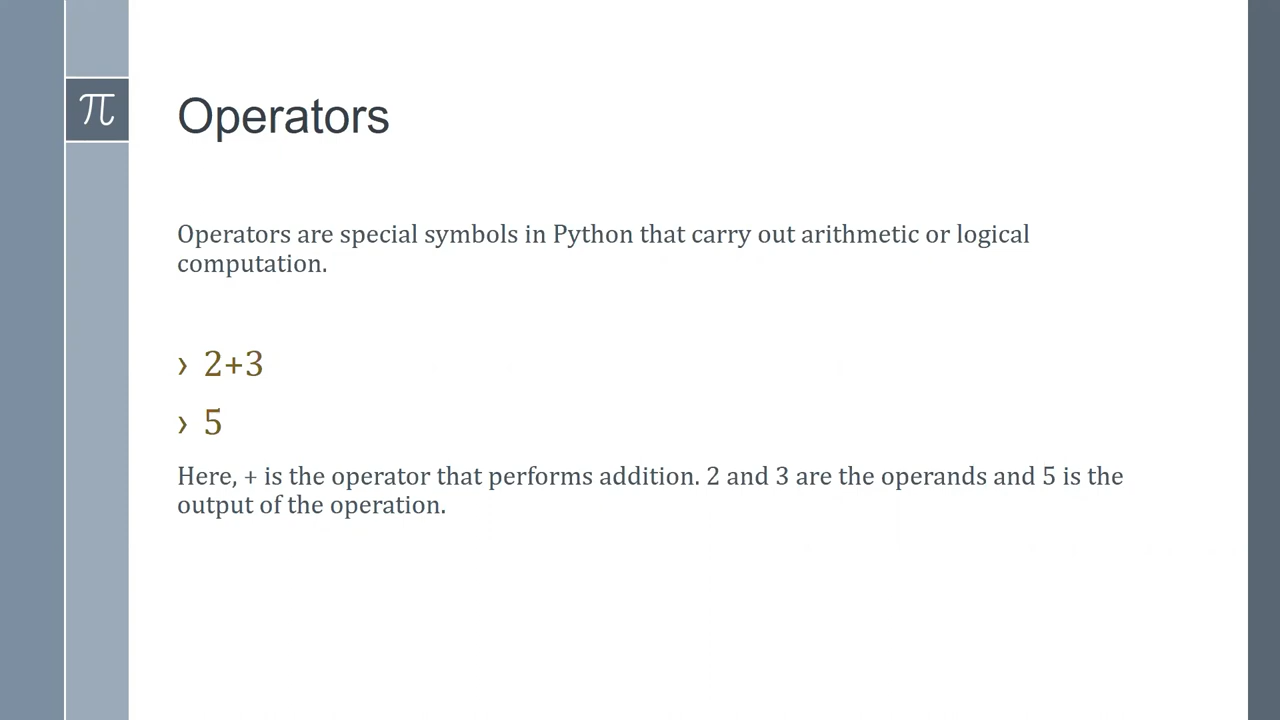 π
Operators
Operators are special symbols in Python that carry out arithmetic or logical
computation.
› 2+3
› 5
Here, + is the operator that performs addition. 2 and 3 are the operands and 5 is the
output of the operation.